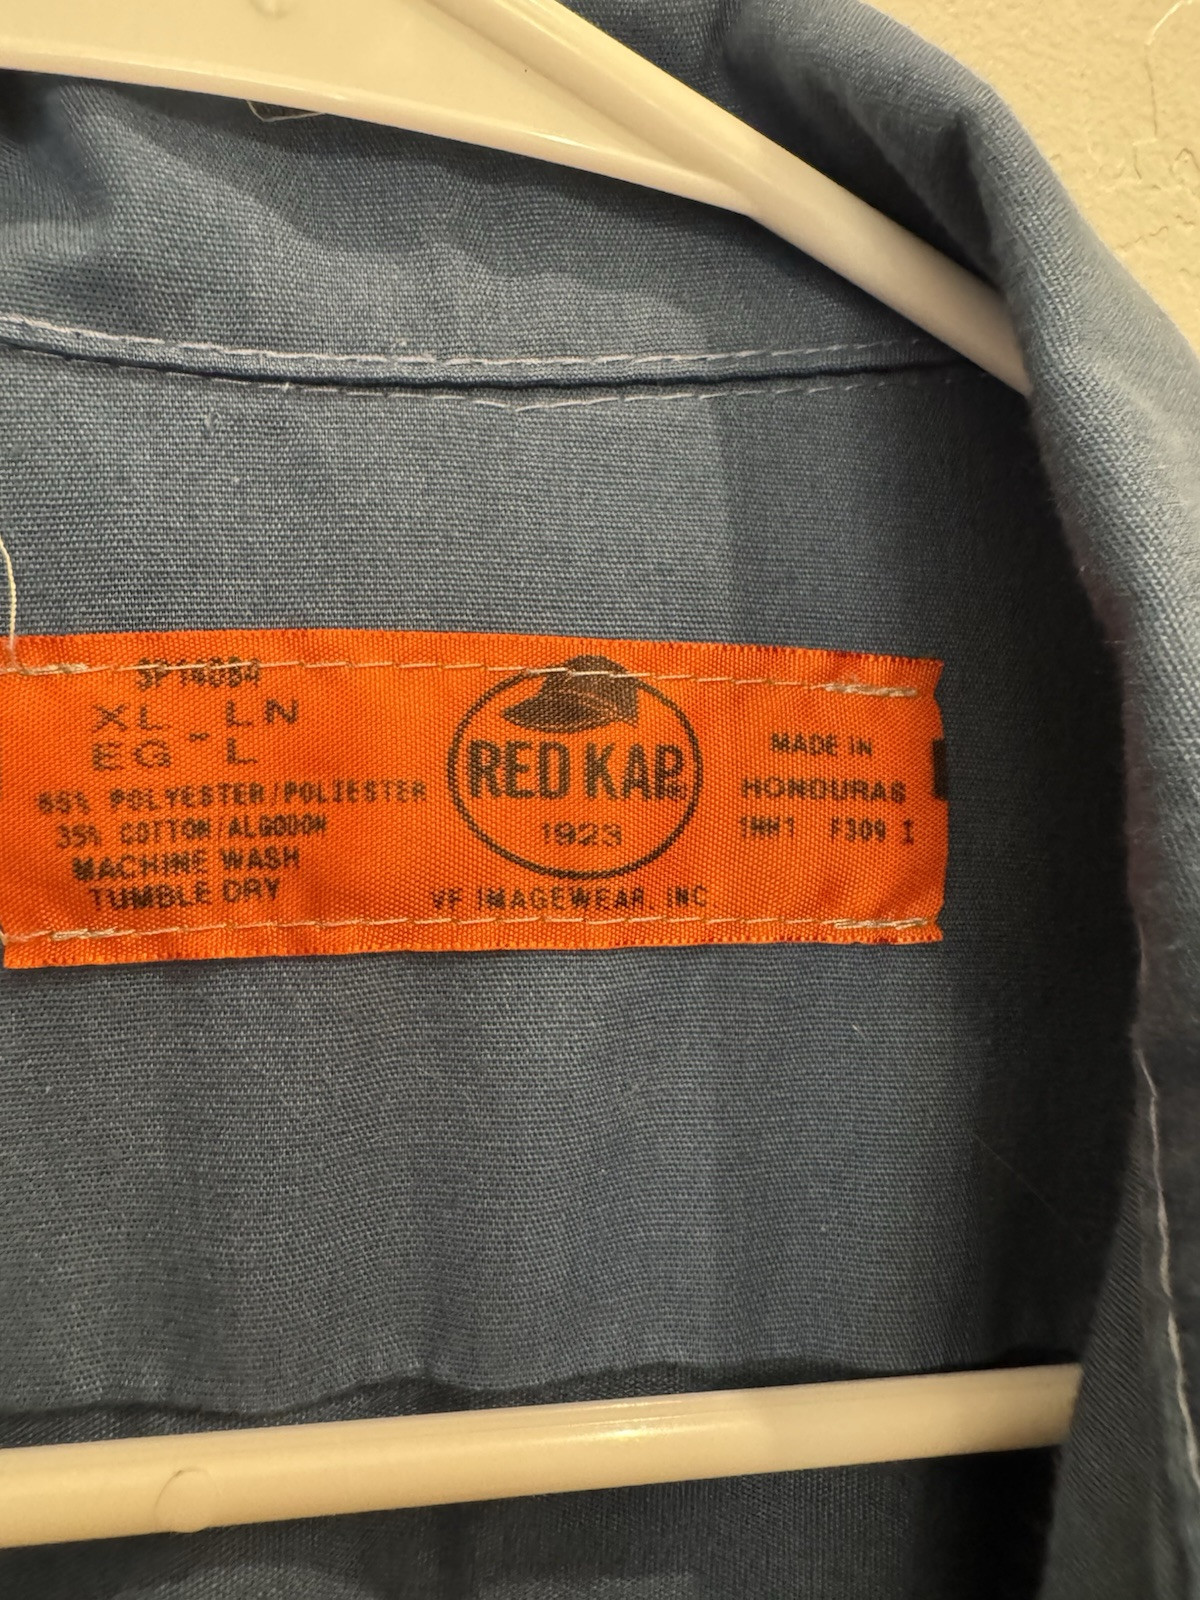 XL - LN
EG - L
65% POLYESTER/POLIESTER
35% COTTON/ALGODON
MACHINE WASH
TUMBLE DRY
RED KAP
1923
VF IMAGEWEAR, INC
MADE IN
HONDURAS
F309 I